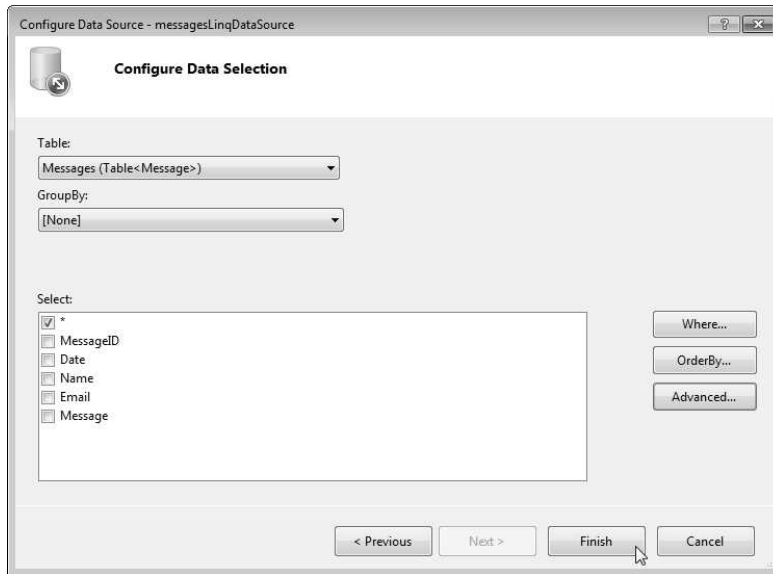 Configure Data Source - messagesLinqDataSource
Configure Data Selection
Table:
Messages (Table<Message>)
GroupBy:
[None]
Select:
*
MessageID
Date
Name
Email
Message
Where...
OrderBy...
Advanced...
< Previous
Next >
Finish
Cancel